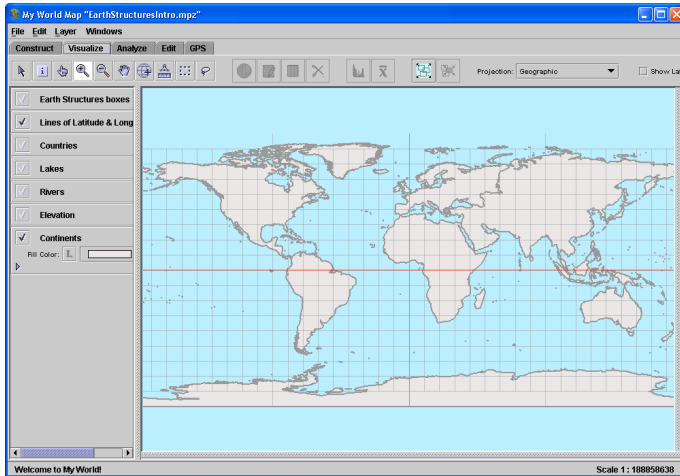 My World Map "EarthStructuresIntro.mpz"
File Edit Layer Windows
Construct Visualize Analyze Edit GPS
Projection: Geographic Show Lat
Earth Structures boxes
Lines of Latitude & Long
Countries
Lakes
Rivers
Elevation
Continents
Fill Color: L
Welcome to My World! Scale 1 : 188858638